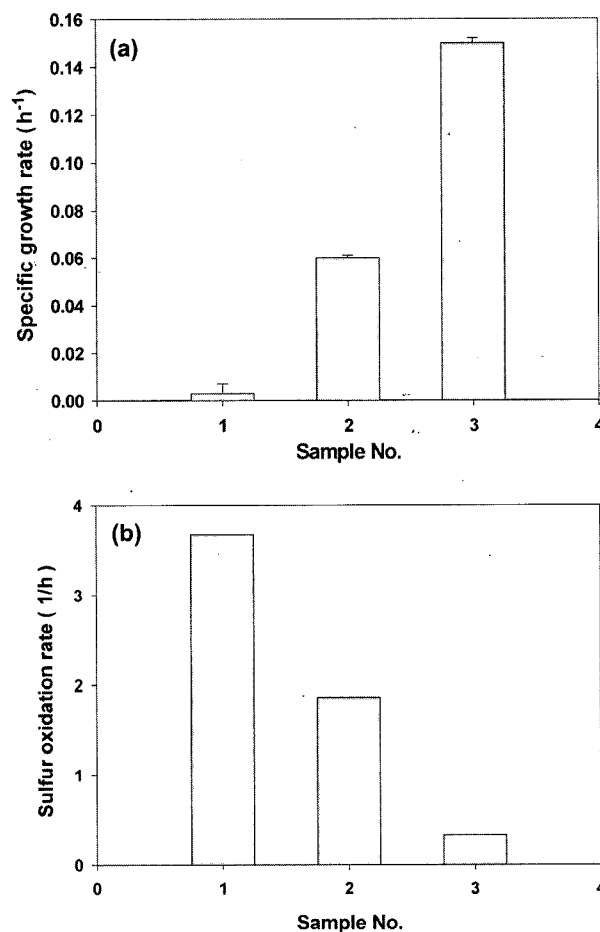 (a)
Specific growth rate (h-1)
0.16
0.14
0.12
0.10
0.08
0.06
0.04
0.02
0.00
0 1 2 3 4
Sample No.
(b)
Sulfur oxidation rate ( 1/h )
4
3
2
1
0
0 1 2 3 4
Sample No.